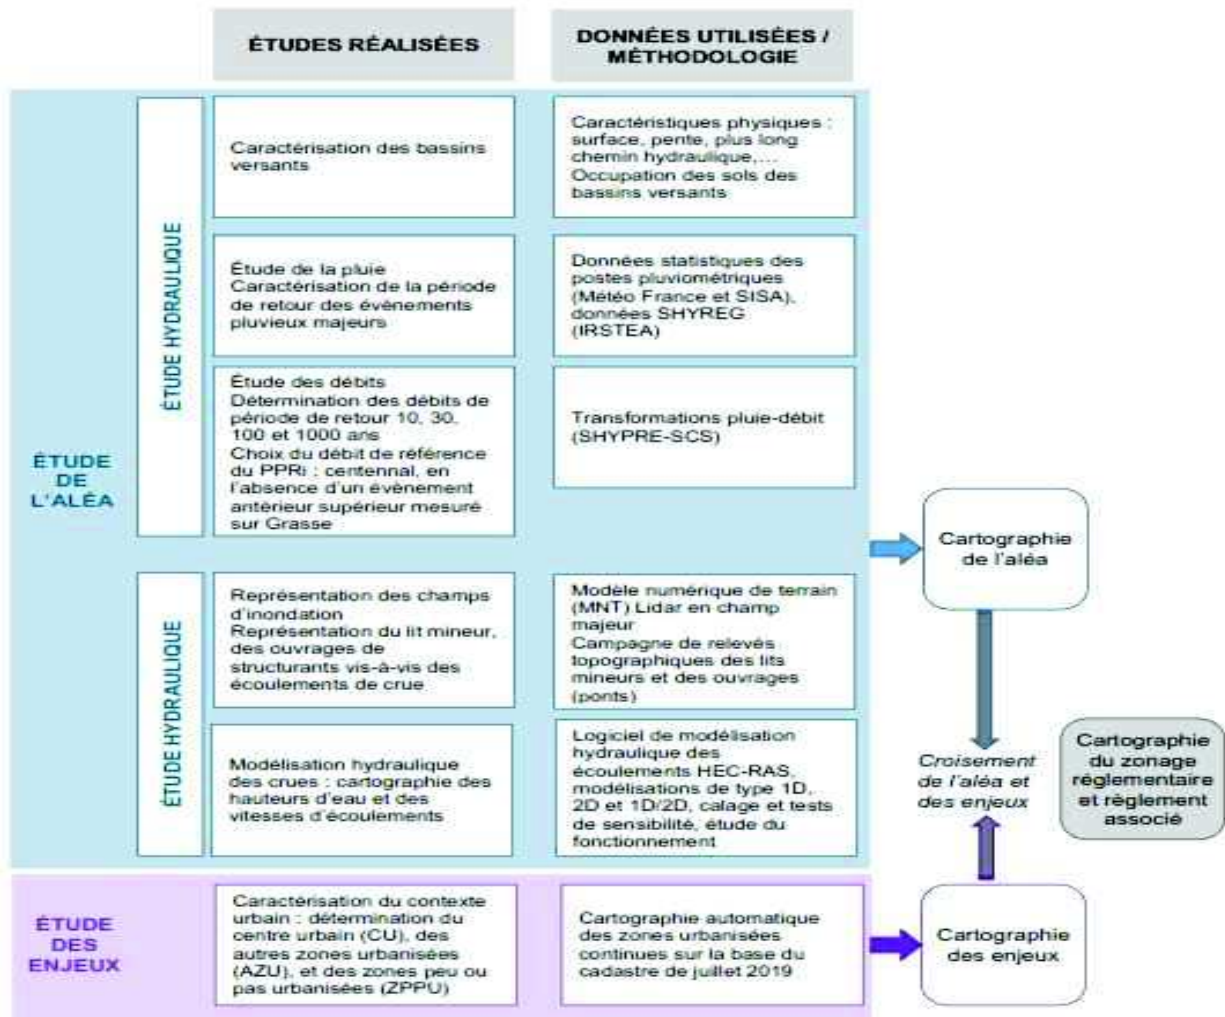 ÉTUDES RÉALISÉES
DONNÉES UTILISÉES /
MÉTHODOLOGIE
ÉTUDE
DE
L'ALÉA
ÉTUDE HYDRAULIQUE
Caractérisation des bassins
versants
Caractéristiques physiques :
surface, pente, plus long
chemin hydraulique,...
Occupation des sols des
bassins versants
Étude de la pluie
Caractérisation de la période
de retour des évènements
pluvieux majeurs
Données statistiques des
postes pluviométriques
(Météo France et SISA),
données SHYREG
(IRSTEA)
Étude des débits
Détermination des débits de
période de retour 10, 30,
100 et 1000 ans
Choix du débit de référence
du PPRi : centennal, en
l'absence d'un évènement
antérieur supérieur mesuré
sur Grasse
Transformations pluie-débit
(SHYPRE-SCS)
ÉTUDE HYDRAULIQUE
Représentation des champs
d'inondation
Représentation du lit mineur,
des ouvrages de
structurants vis-à-vis des
écoulements de crue
Modèle numérique de terrain
(MNT) Lidar en champ
majeur
Campagne de relevés
topographiques des lits
mineurs et des ouvrages
(ponts)
Modélisation hydraulique
des crues : cartographie des
hauteurs d'eau et des
vitesses d'écoulements
Logiciel de modélisation
hydraulique des
écoulements HEC-RAS,
modélisations de type 1D,
2D et 1D/2D, calage et tests
de sensibilité, étude du
fonctionnement
Cartographie
de l'aléa
Croisement
de l'aléa et
des enjeux
Cartographie
du zonage
réglementaire
et règlement
associé
ÉTUDE
DES
ENJEUX
Caractérisation du contexte
urbain : détermination du
centre urbain (CU), des
autres zones urbanisées
(AZU), et des zones peu ou
pas urbanisées (ZPPU)
Cartographie automatique
des zones urbanisées
continues sur la base du
cadastre de juillet 2019
Cartographie
des enjeux